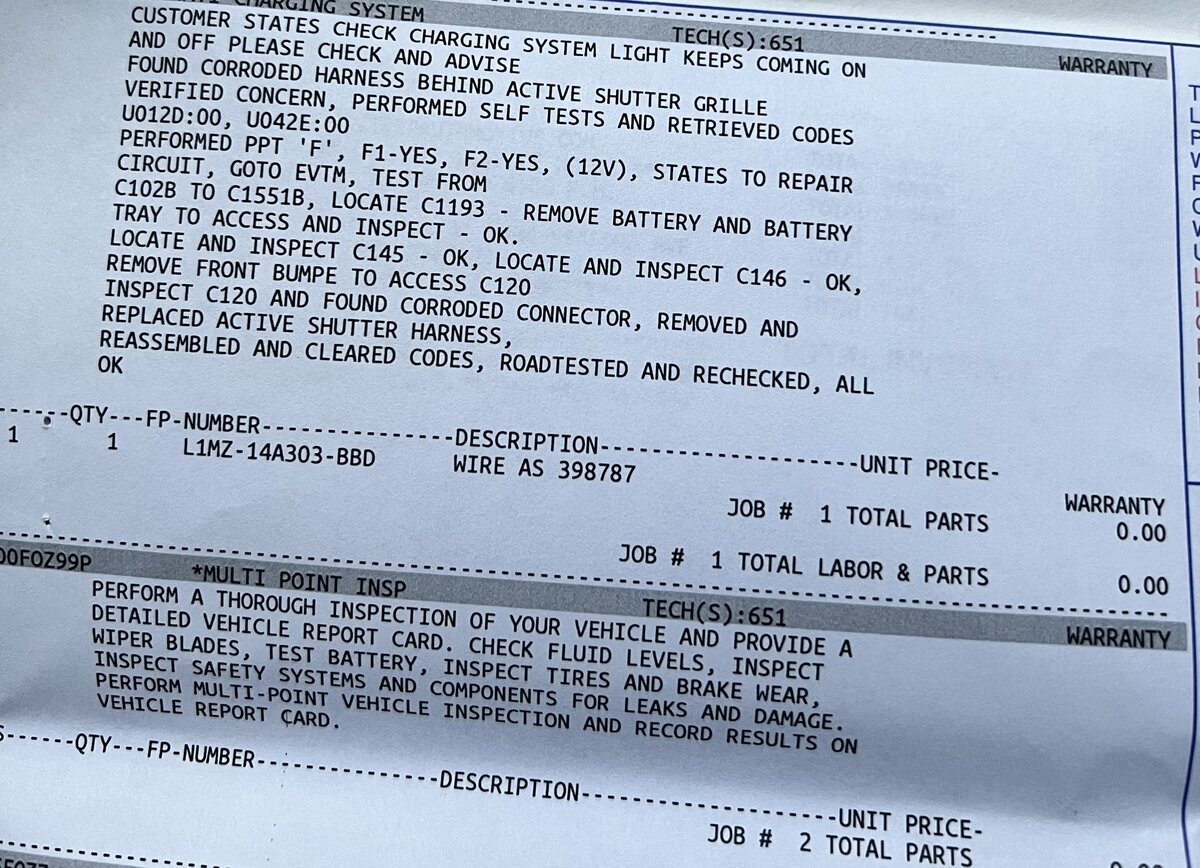 CHARGING SYSTEM
TECH(S):651
WARRANTY
CUSTOMER STATES CHECK CHARGING SYSTEM LIGHT KEEPS COMING ON
AND OFF PLEASE CHECK AND ADVISE
FOUND CORRODED HARNESS BEHIND ACTIVE SHUTTER GRILLE
VERIFIED CONCERN, PERFORMED SELF TESTS AND RETRIEVED CODES
U012D:00, U042E:00
PERFORMED PPT 'F', F1-YES, F2-YES, (12V), STATES TO REPAIR
CIRCUIT, GOTO EVTM, TEST FROM
C102B TO C1551B, LOCATE C1193 - REMOVE BATTERY AND BATTERY
TRAY TO ACCESS AND INSPECT - OK.
LOCATE AND INSPECT C145 - OK, LOCATE AND INSPECT C146 - OK,
REMOVE FRONT BUMPE TO ACCESS C120
INSPECT C120 AND FOUND CORRODED CONNECTOR, REMOVED AND
REPLACED ACTIVE SHUTTER HARNESS,
REASSEMBLED AND CLEARED CODES, ROADTESTED AND RECHECKED, ALL
OK
------QTY---FP-NUMBER---------------DESCRIPTION--------------------UNIT PRICE-
1 1 L1MZ-14A303-BBD WIRE AS 398787
WARRANTY
JOB # 1 TOTAL PARTS 0.00
JOB # 1 TOTAL LABOR & PARTS 0.00
00FOZ99P *MULTI POINT INSP TECH(S):651 WARRANTY
PERFORM A THOROUGH INSPECTION OF YOUR VEHICLE AND PROVIDE A
DETAILED VEHICLE REPORT CARD. CHECK FLUID LEVELS, INSPECT
WIPER BLADES, TEST BATTERY, INSPECT TIRES AND BRAKE WEAR,
INSPECT SAFETY SYSTEMS AND COMPONENTS FOR LEAKS AND DAMAGE.
PERFORM MULTI-POINT VEHICLE INSPECTION AND RECORD RESULTS ON
VEHICLE REPORT CARD.
S------QTY---FP-NUMBER---------------DESCRIPTION--------------------UNIT PRICE-
JOB # 2 TOTAL PARTS